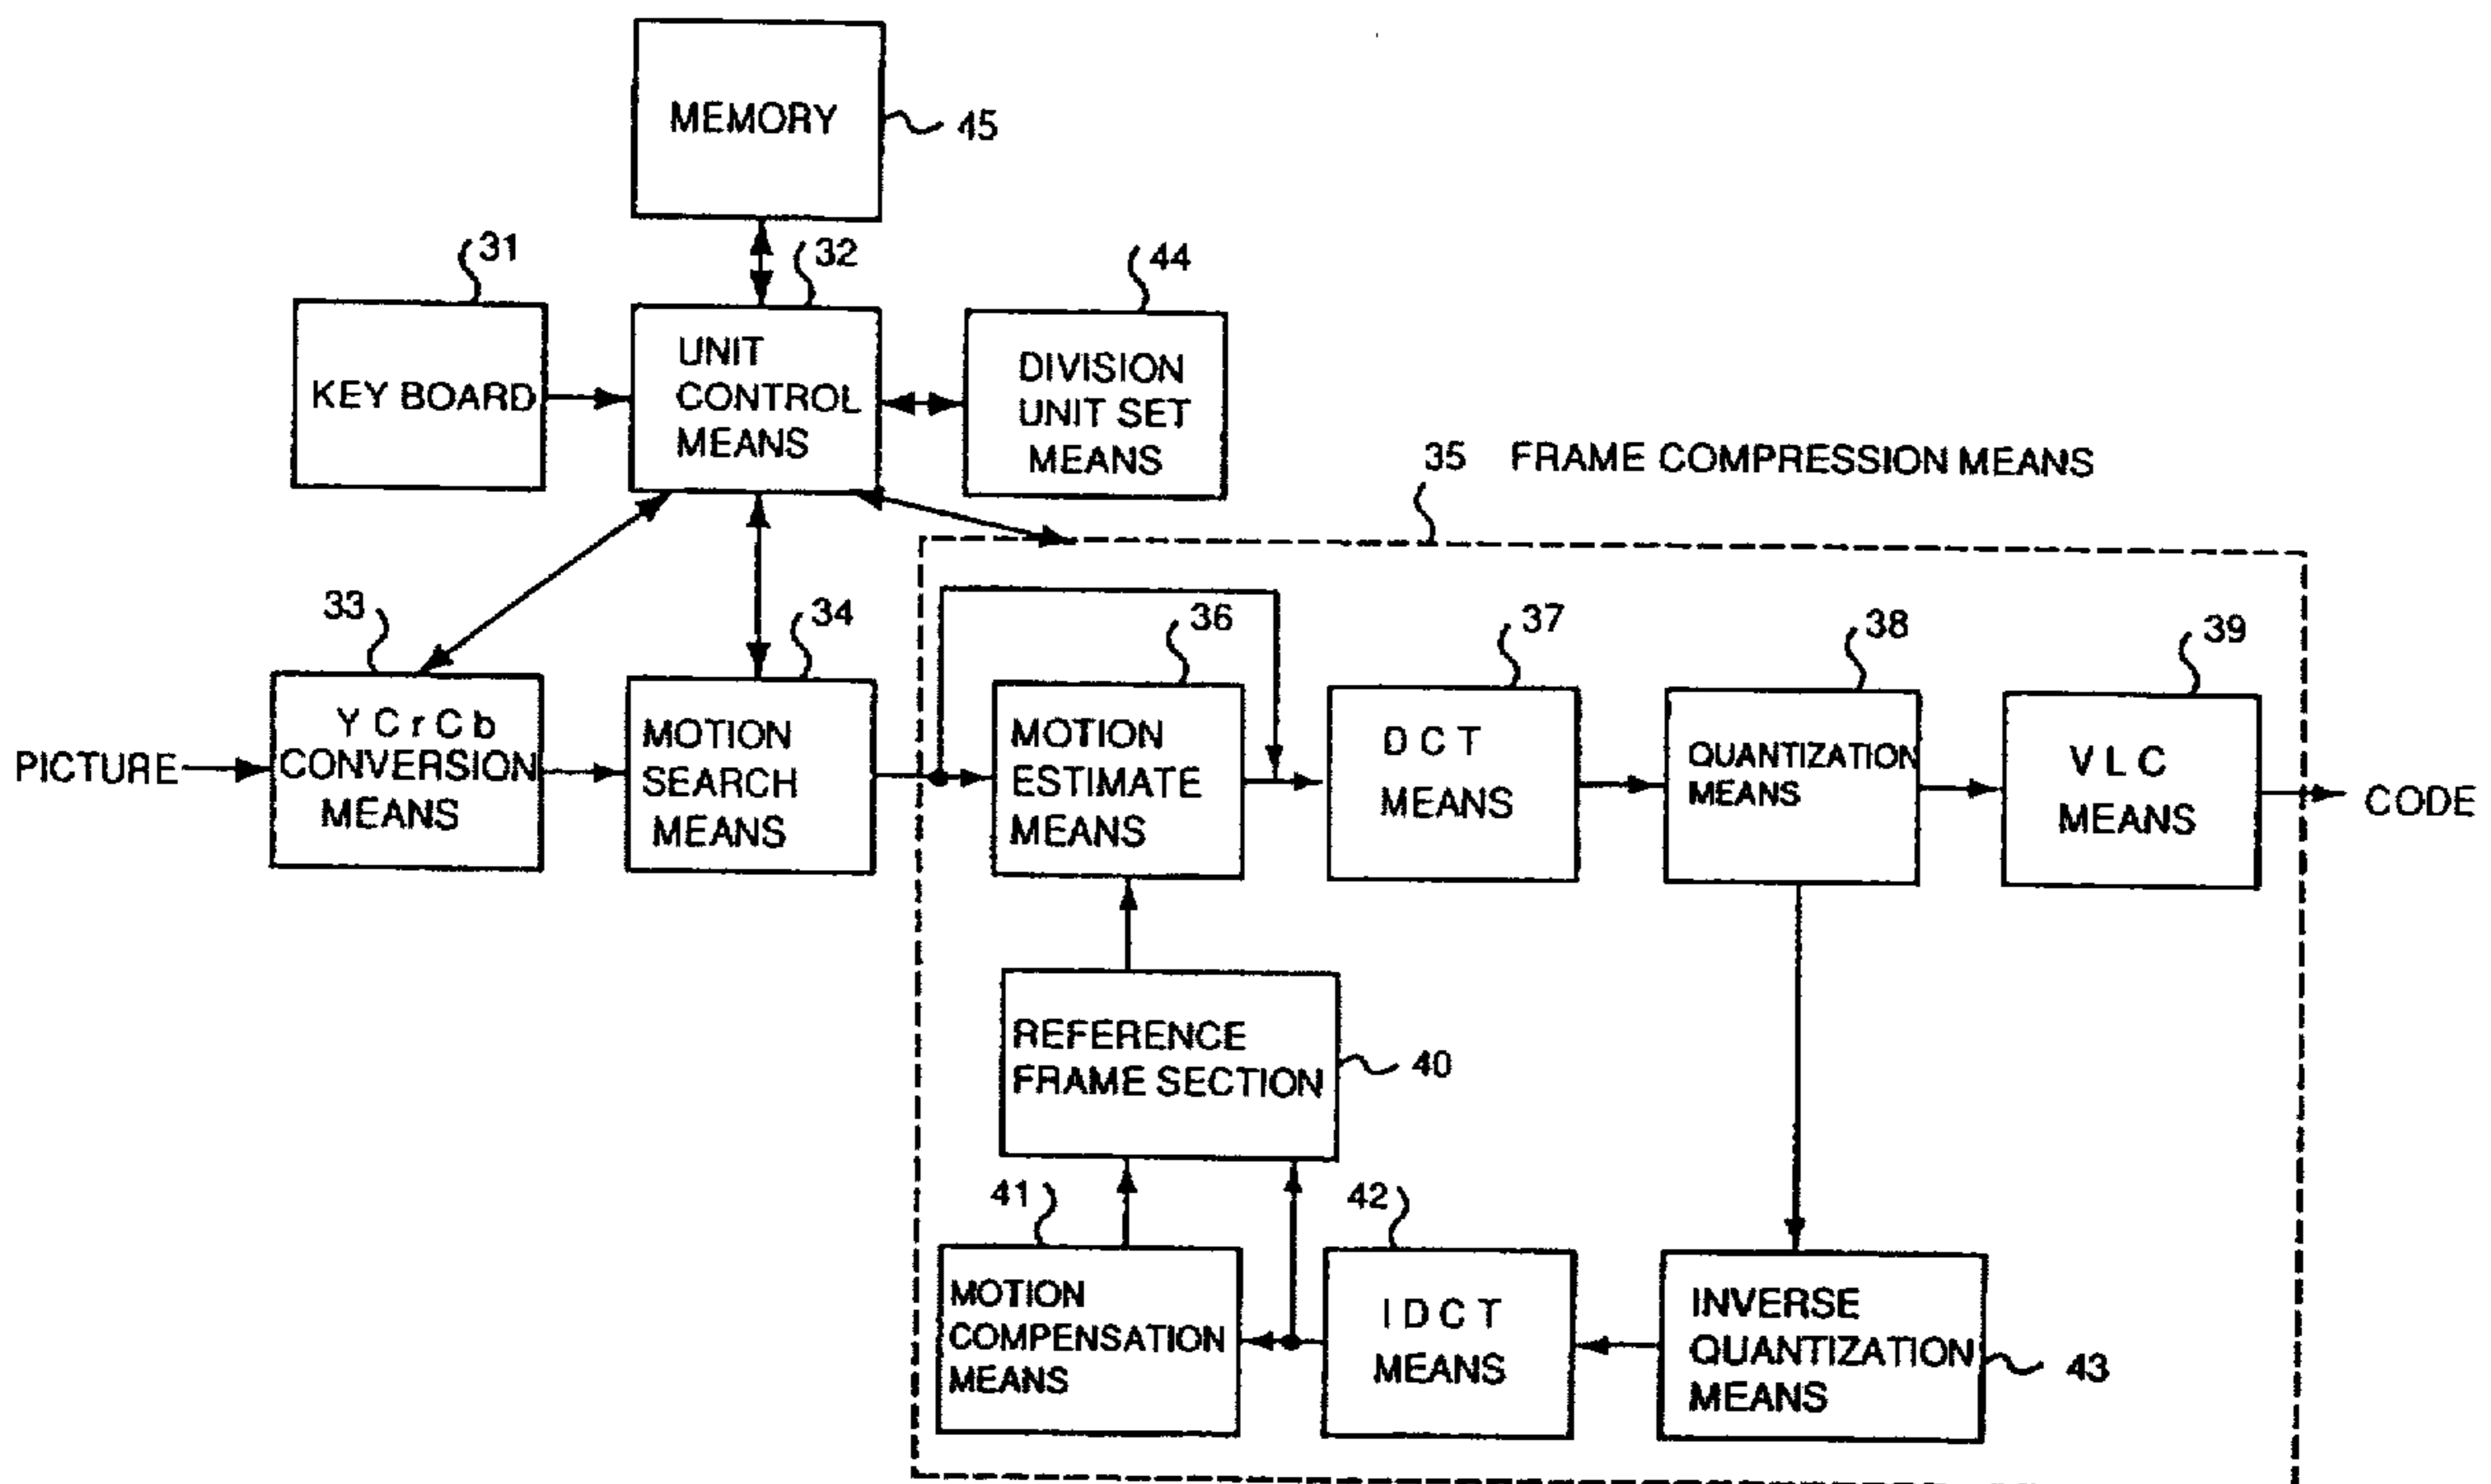 MEMORY
45
31
32
44
KEY BOARD
UNIT
CONTROL
MEANS
DIVISION
UNIT SET
MEANS
35 FRAME COMPRESSION MEANS
33
34
36
37
38
39
PICTURE
Y C r C b
CONVERSION
MEANS
MOTION
SEARCH
MEANS
MOTION
ESTIMATE
MEANS
D C T
MEANS
QUANTIZATION
MEANS
V L C
MEANS
CODE
REFERENCE
FRAME SECTION
40
41
42
MOTION
COMPENSATION
MEANS
I D C T
MEANS
INVERSE
QUANTIZATION
MEANS
43